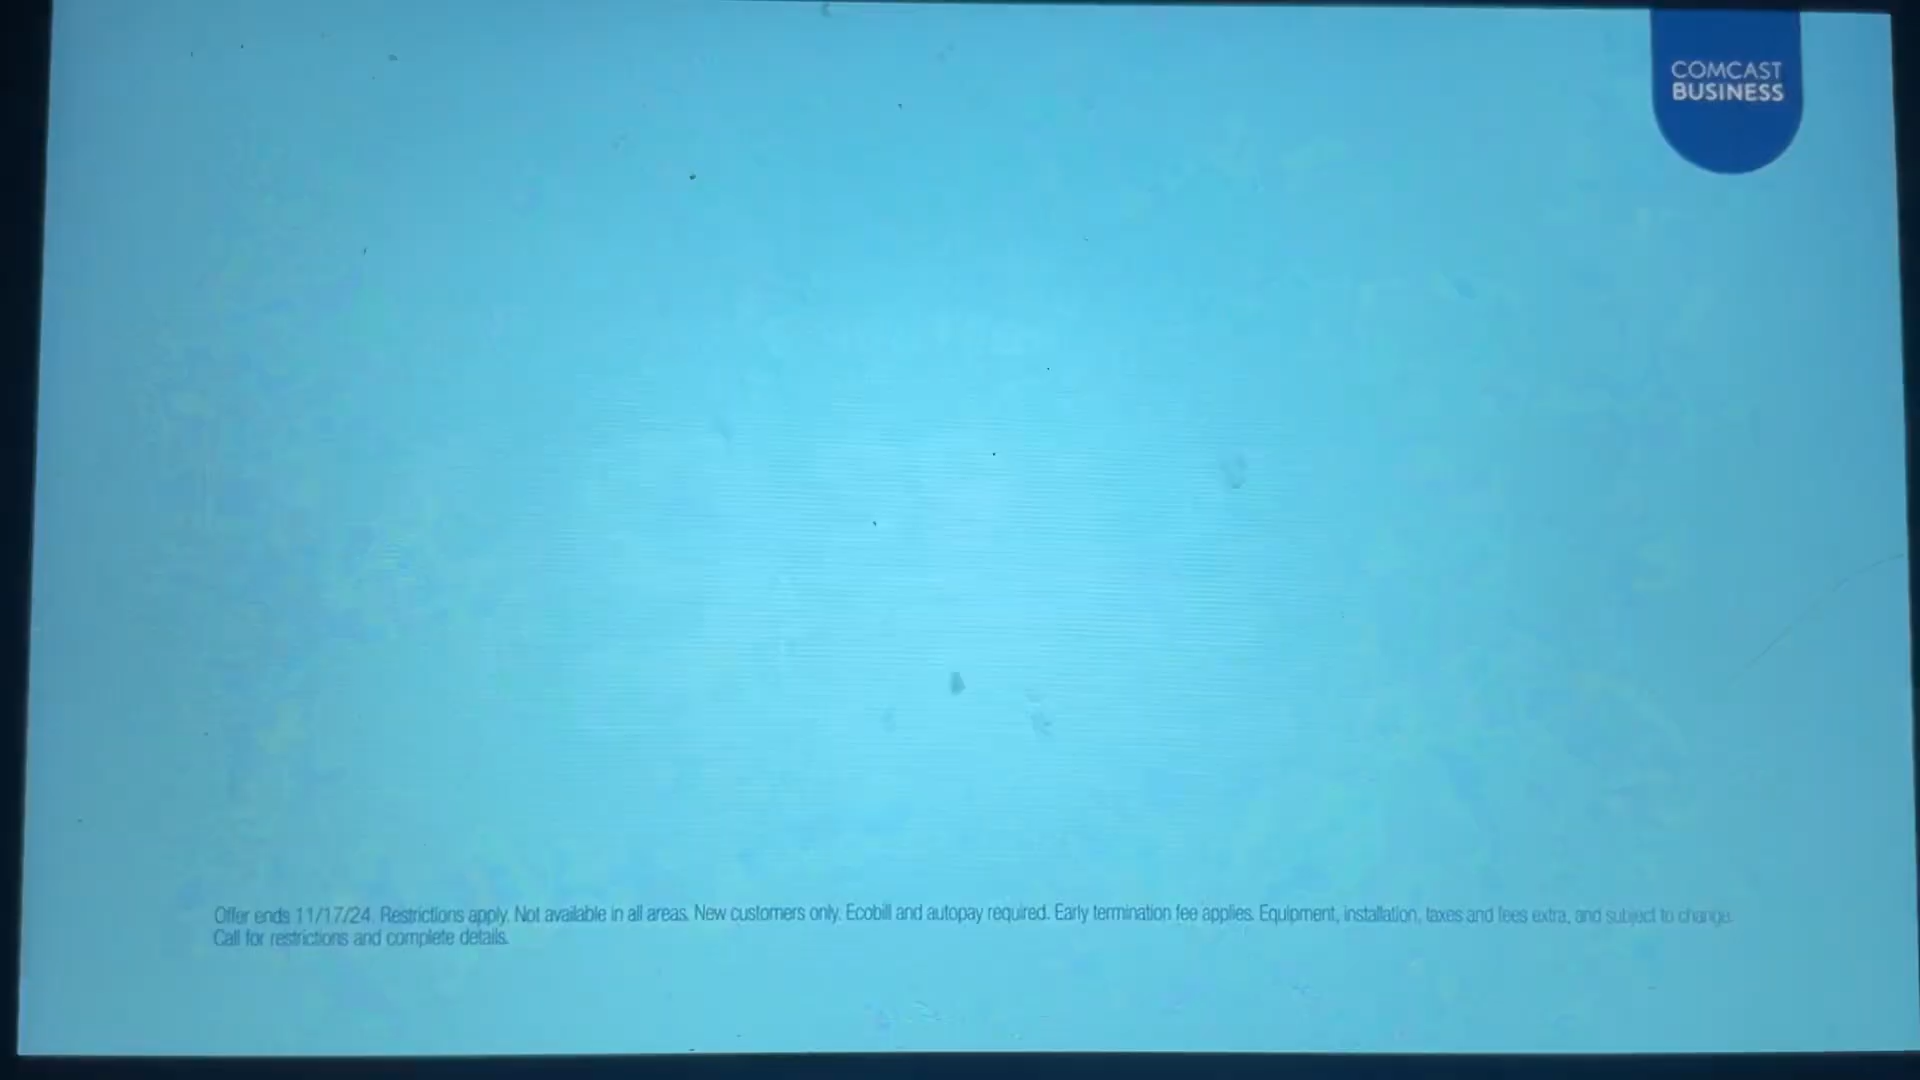 COMCAST
BUSINESS
Offer ends 11/17/24. Restrictions apply. Not available in all areas. New customers only. Ecobill and autopay required. Early termination fee applies. Equipment, installation, taxes and fees extra, and subject to change.
Call for restrictions and complete details.